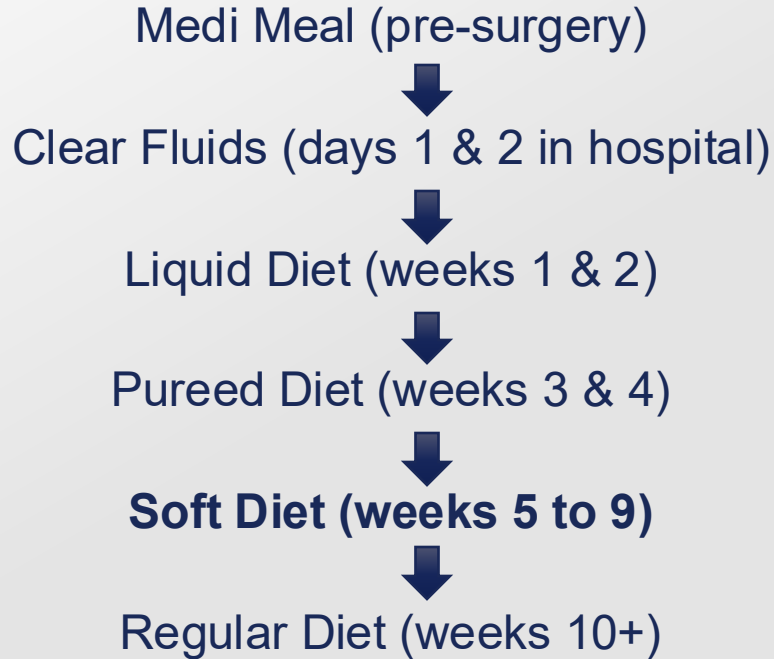 Medi Meal (pre-surgery)
Clear Fluids (days 1 & 2 in hospital)
Liquid Diet (weeks 1 & 2)
Pureed Diet (weeks 3 & 4)
Soft Diet (weeks 5 to 9)
Regular Diet (weeks 10+)